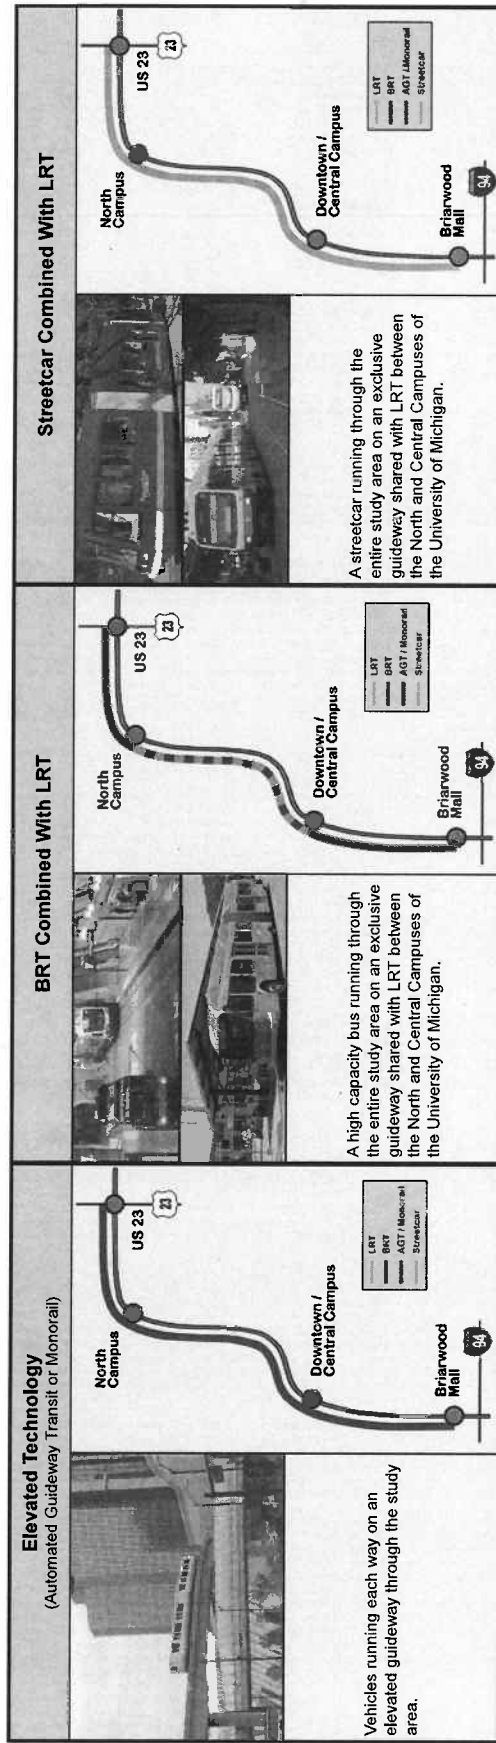 Elevated Technology
(Automated Guideway Transit or Monorail)
Vehicles running each way on an
elevated guideway through the study
area.
North
Campus
US 23
23
Downtown /
Central Campus
Briarwood
Mall
94
LRT
BRT
AGT / Monorail
Streetcar
BRT Combined With LRT
A high capacity bus running through
the entire study area on an exclusive
guideway shared with LRT between
the North and Central Campuses of
the University of Michigan.
North
Campus
US 23
23
Downtown /
Central Campus
Briarwood
Mall
94
LRT
BRT
AGT / Monorail
Streetcar
Streetcar Combined With LRT
A streetcar running through the
entire study area on an exclusive
guideway shared with LRT between
the North and Central Campuses of
the University of Michigan.
North
Campus
US 23
23
Downtown /
Central Campus
Briarwood
Mall
94
LRT
BRT
AGT / Monorail
Streetcar